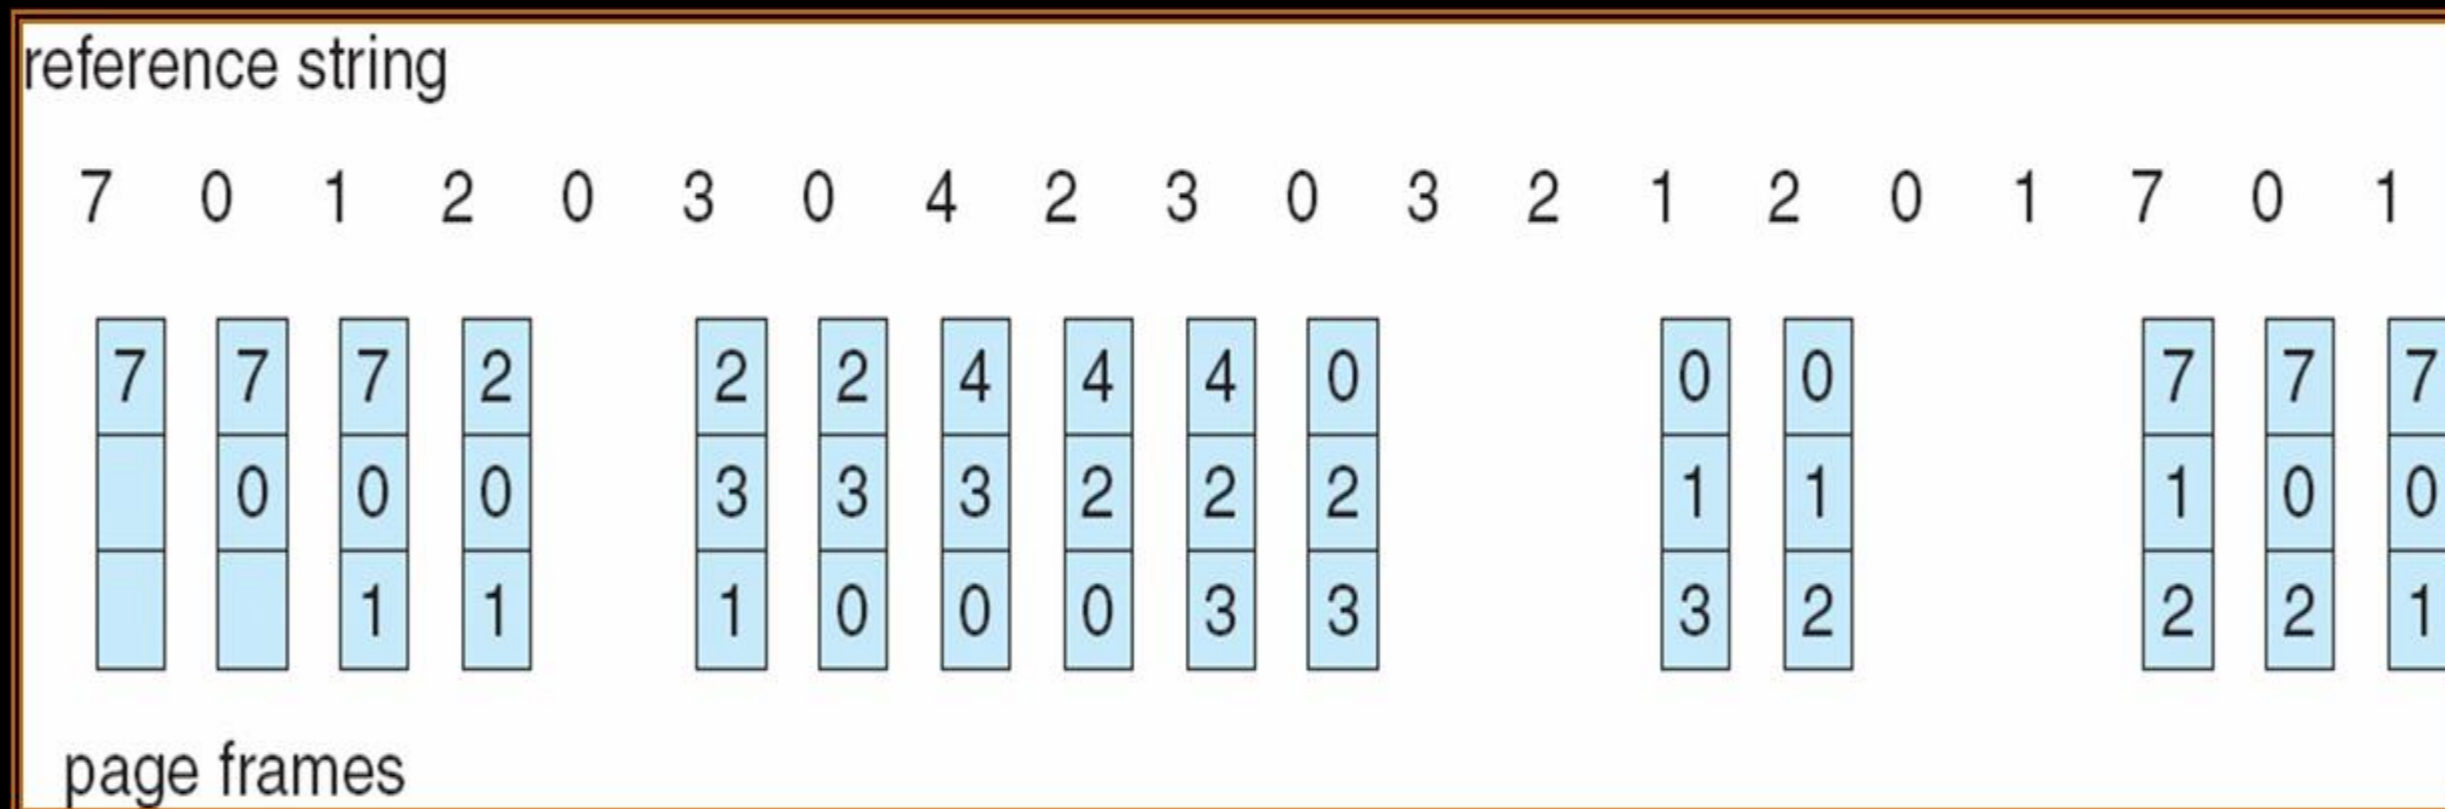 reference string
7 0 1 2 0 3 0 4 2 3 0 3 2 1 2 0 1 7 0 1
7 7 7 2 2 2 4 4 4 0 0 0 7 7 7
0 0 0 3 3 3 2 2 2 1 1 1 0 0
1 1 1 0 0 0 3 3 3 2 2 2 1
page frames